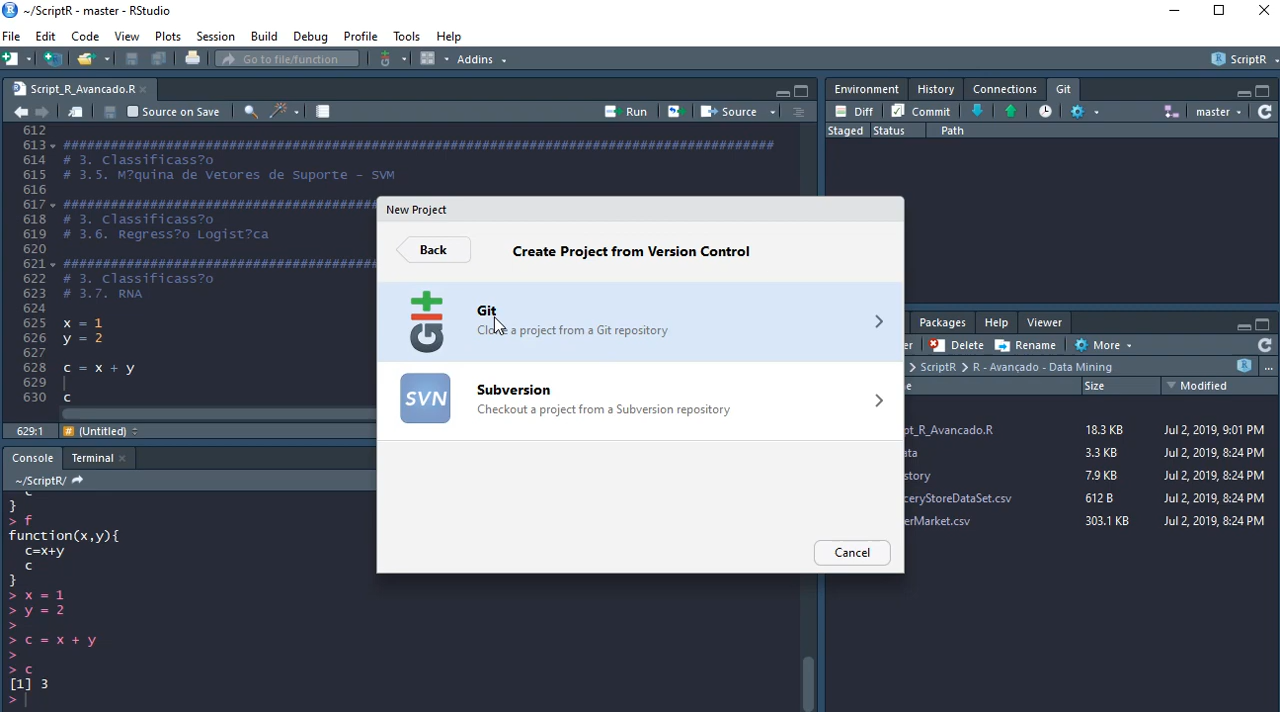 ~/ScriptR - master - RStudio
File Edit Code View Plots Session Build Debug Profile Tools Help
Go to file/function Addins ScriptR
Script_R_Avancado.R
Source on Save Run Source
612
613 ###########################################################################################
614 # 3. Classificass?o
615 # 3.5. M?quina de Vetores de Suporte - SVM
616
617 ########################################
618 # 3. Classificass?o
619 # 3.6. Regress?o Logist?ca
620
621 ########################################
622 # 3. Classificass?o
623 # 3.7. RNA
624
625 x = 1
626 y = 2
627
628 c = x + y
629
630 c
629:1 # (Untitled)
Console Terminal
~/ScriptR/
c
}
> f
function(x,y){
c=x+y
c
}
> x = 1
> y = 2
>
> c = x + y
>
> c
[1] 3
>
New Project
Back Create Project from Version Control
Git
Git
Clone a project from a Git repository
SVN
Subversion
Checkout a project from a Subversion repository
Cancel
Environment History Connections Git
Diff Commit master
Staged Status Path
Packages Help Viewer
Delete Rename More
ScriptR R - Avançado - Data Mining ...
Size Modified
pt_R_Avancado.R 18.3 KB Jul 2, 2019, 9:01 PM
ata 3.3 KB Jul 2, 2019, 8:24 PM
story 7.9 KB Jul 2, 2019, 8:24 PM
ceryStoreDataSet.csv 612 B Jul 2, 2019, 8:24 PM
erMarket.csv 303.1 KB Jul 2, 2019, 8:24 PM